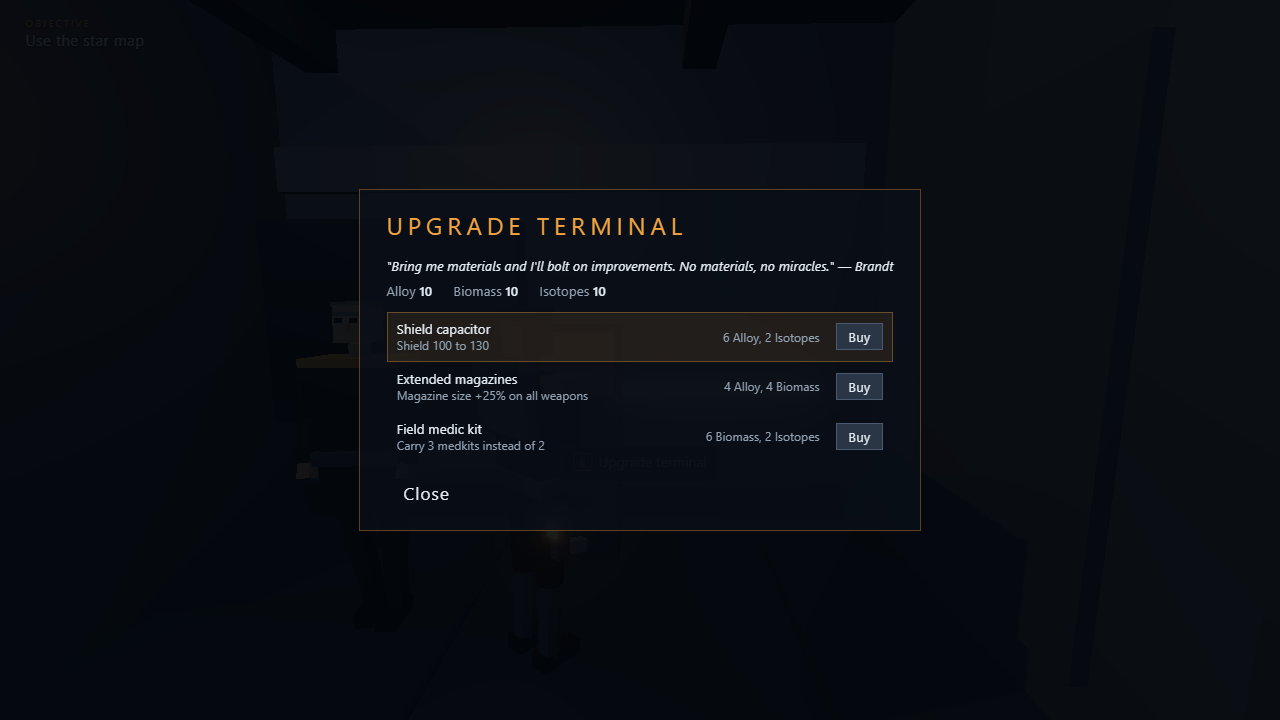 OBJECTIVE
Use the star map
UPGRADE TERMINAL
"Bring me materials and I'll bolt on improvements. No materials, no miracles." — Brandt
Alloy 10 Biomass 10 Isotopes 10
Shield capacitor
Shield 100 to 130
6 Alloy, 2 Isotopes
Buy
Extended magazines
Magazine size +25% on all weapons
4 Alloy, 4 Biomass
Buy
Field medic kit
Carry 3 medkits instead of 2
6 Biomass, 2 Isotopes
Buy
Upgrade terminal
Close